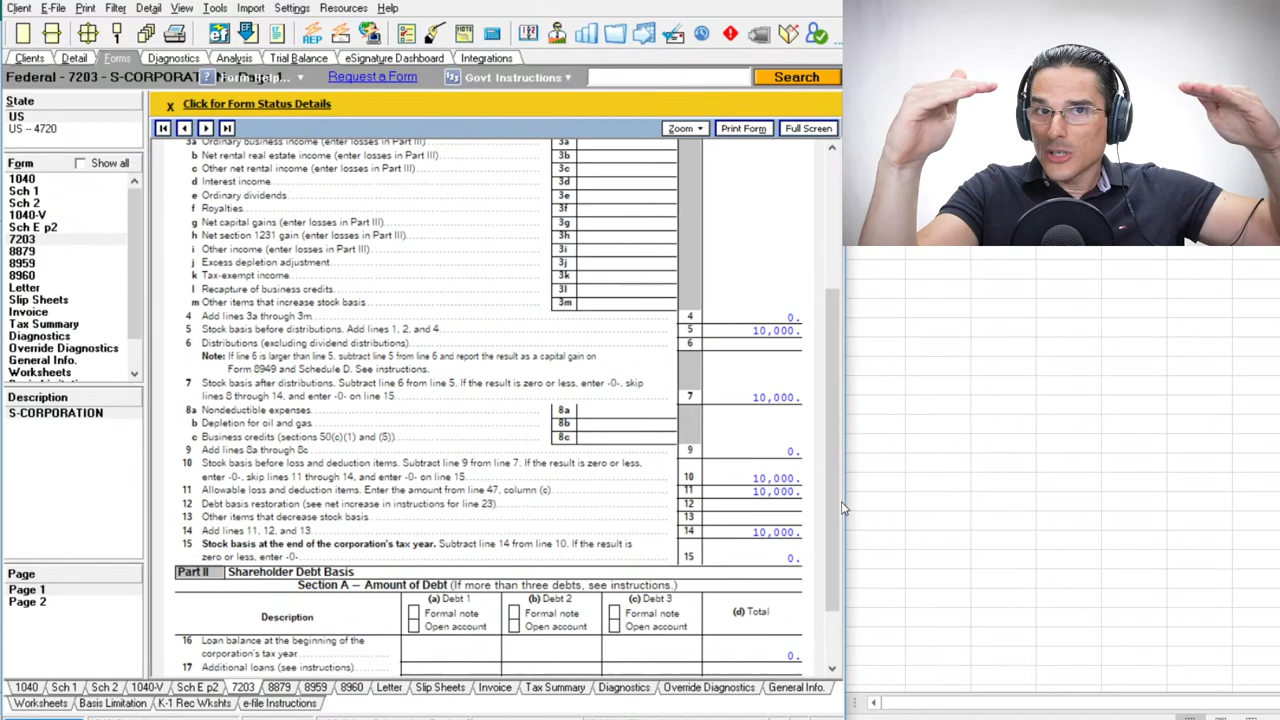 Client E-File Print Filter Detail View Tools Import Settings Resources Help
Clients Detail Forms Diagnostics Analysis Trial Balance eSignature Dashboard Integrations
Federal - 7203 - S-CORPORATION Page 1 Form Help... Request a Form Govt Instructions Search
X Click for Form Status Details
Zoom Print Form Full Screen
State
US
US -- 4720
Form Show all
1040
Sch 1
Sch 2
1040-V
Sch E p2
7203
8879
8959
8960
Letter
Slip Sheets
Invoice
Tax Summary
Diagnostics
Override Diagnostics
General Info.
Worksheets
Basis Limitation
Description
S-CORPORATION
Page
Page 1
Page 2
3a Ordinary business income (enter losses in Part III) 3a
b Net rental real estate income (enter losses in Part III) 3b
c Other net rental income (enter losses in Part III) 3c
d Interest income 3d
e Ordinary dividends 3e
f Royalties 3f
g Net capital gains (enter losses in Part III) 3g
h Net section 1231 gain (enter losses in Part III) 3h
i Other income (enter losses in Part III) 3i
j Excess depletion adjustment 3j
k Tax-exempt income 3k
l Recapture of business credits 3l
m Other items that increase stock basis 3m
4 Add lines 3a through 3m 4 0.
5 Stock basis before distributions. Add lines 1, 2, and 4 5 10,000.
6 Distributions (excluding dividend distributions) 6
Note: If line 6 is larger than line 5, subtract line 5 from line 6 and report the result as a capital gain on
Form 8949 and Schedule D. See instructions.
7 Stock basis after distributions. Subtract line 6 from line 5. If the result is zero or less, enter -0-, skip
lines 8 through 14, and enter -0- on line 15 7 10,000.
8a Nondeductible expenses 8a
b Depletion for oil and gas 8b
c Business credits (sections 50(c)(1) and (5)) 8c
9 Add lines 8a through 8c 9 0.
10 Stock basis before loss and deduction items. Subtract line 9 from line 7. If the result is zero or less,
enter -0-, skip lines 11 through 14, and enter -0- on line 15 10 10,000.
11 Allowable loss and deduction items. Enter the amount from line 47, column (c) 11 10,000.
12 Debt basis restoration (see net increase in instructions for line 23) 12
13 Other items that decrease stock basis 13
14 Add lines 11, 12, and 13 14 10,000.
15 Stock basis at the end of the corporation's tax year. Subtract line 14 from line 10. If the result is
zero or less, enter -0- 15 0.
Part II Shareholder Debt Basis
Section A – Amount of Debt (If more than three debts, see instructions.)
Description (a) Debt 1 (b) Debt 2 (c) Debt 3 (d) Total
Formal note Formal note Formal note
Open account Open account Open account
16 Loan balance at the beginning of the
corporation's tax year 0.
17 Additional loans (see instructions)
1040 Sch 1 Sch 2 1040-V Sch E p2 7203 8879 8959 8960 Letter Slip Sheets Invoice Tax Summary Diagnostics Override Diagnostics General Info.
Worksheets Basis Limitation K-1 Rec Wkshts e-file Instructions